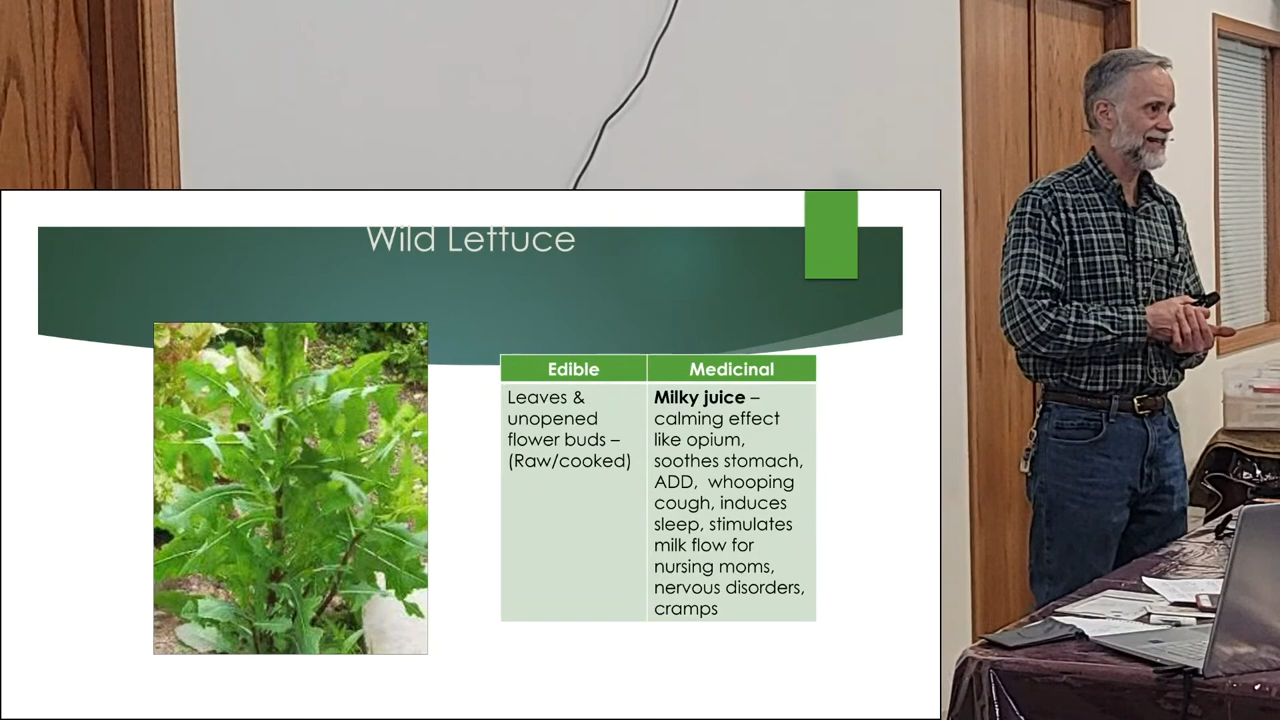 Wild Lettuce
Edible
Medicinal
Leaves &
unopened
flower buds –
(Raw/cooked)
Milky juice –
calming effect
like opium,
soothes stomach,
ADD, whooping
cough, induces
sleep, stimulates
milk flow for
nursing moms,
nervous disorders,
cramps